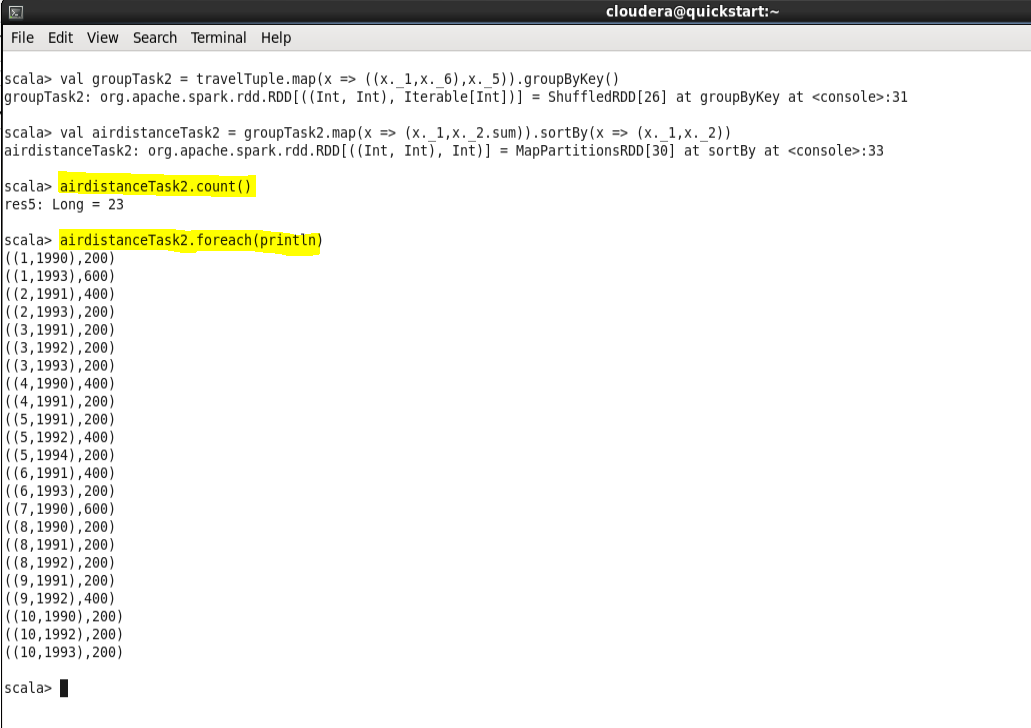 cloudera@quickstart:~
File Edit View Search Terminal Help
scala> val groupTask2 = travelTuple.map(x => ((x._1,x._6),x._5)).groupByKey()
groupTask2: org.apache.spark.rdd.RDD[((Int, Int), Iterable[Int])] = ShuffledRDD[26] at groupByKey at <console>:31
scala> val airdistanceTask2 = groupTask2.map(x => (x._1,x._2.sum)).sortBy(x => (x._1,x._2))
airdistanceTask2: org.apache.spark.rdd.RDD[((Int, Int), Int)] = MapPartitionsRDD[30] at sortBy at <console>:33
scala> airdistanceTask2.count()
res5: Long = 23
scala> airdistanceTask2.foreach(println)
((1,1990),200)
((1,1993),600)
((2,1991),400)
((2,1993),200)
((3,1991),200)
((3,1992),200)
((3,1993),200)
((4,1990),400)
((4,1991),200)
((5,1991),200)
((5,1992),400)
((5,1994),200)
((6,1991),400)
((6,1993),200)
((7,1990),600)
((8,1990),200)
((8,1991),200)
((8,1992),200)
((9,1991),200)
((9,1992),400)
((10,1990),200)
((10,1992),200)
((10,1993),200)
scala>